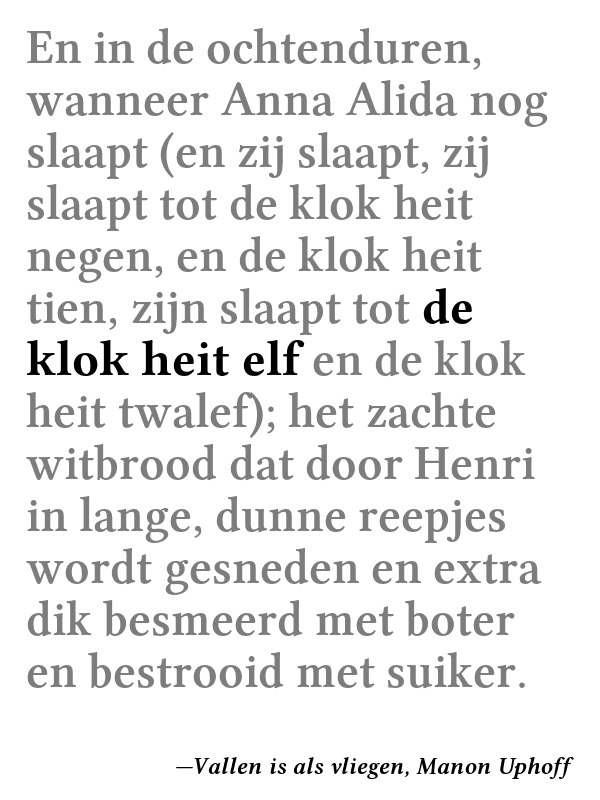 En in de ochtenduren,
wanneer Anna Alida nog
slaapt (en zij slaapt, zij
slaapt tot de klok heit
negen, en de klok heit
tien, zijn slaapt tot de
klok heit elf en de klok
heit twalef); het zachte
witbrood dat door Henri
in lange, dunne reepjes
wordt gesneden en extra
dik besmeerd met boter
en bestrooid met suiker.
—Vallen is als vliegen, Manon Uphoff